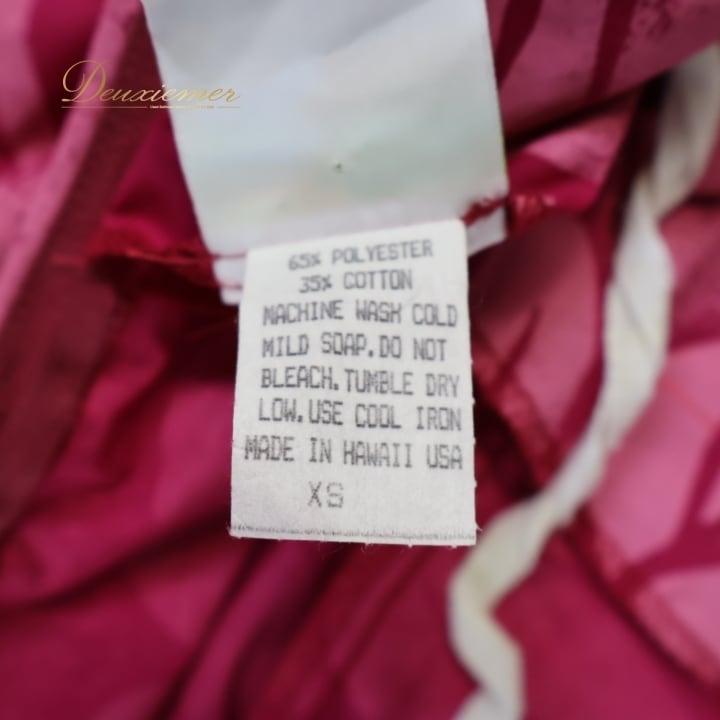 Deuxiemer
65% POLYESTER
35% COTTON
MACHINE WASH COLD
MILD SOAP.DO NOT
BLEACH.TUMBLE DRY
LOW.USE COOL IRON
MADE IN HAWAII USA
XS